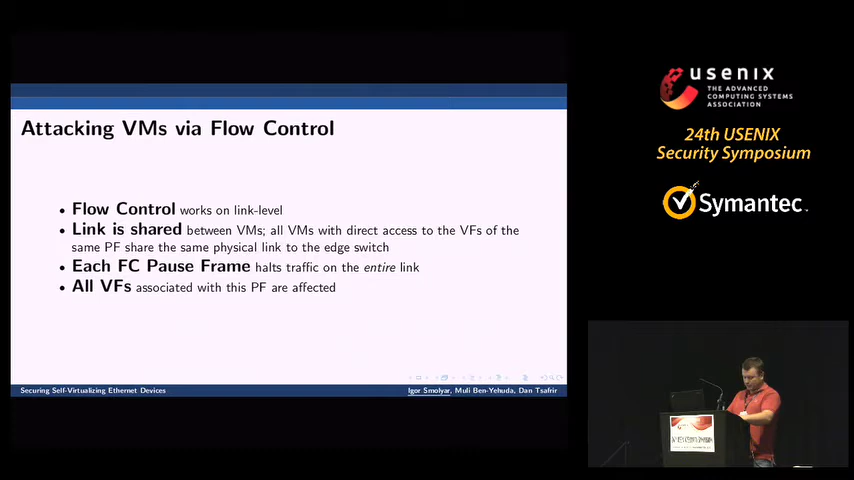 Attacking VMs via Flow Control
• Flow Control works on link-level
• Link is shared between VMs; all VMs with direct access to the VFs of the
same PF share the same physical link to the edge switch
• Each FC Pause Frame halts traffic on the entire link
• All VFs associated with this PF are affected
Securing Self-Virtualizing Ethernet Devices
Igor Smolyar, Muli Ben-Yehuda, Dan Tsafrir
usenix
THE ADVANCED
COMPUTING SYSTEMS
ASSOCIATION
24th USENIX
Security Symposium
Symantec.